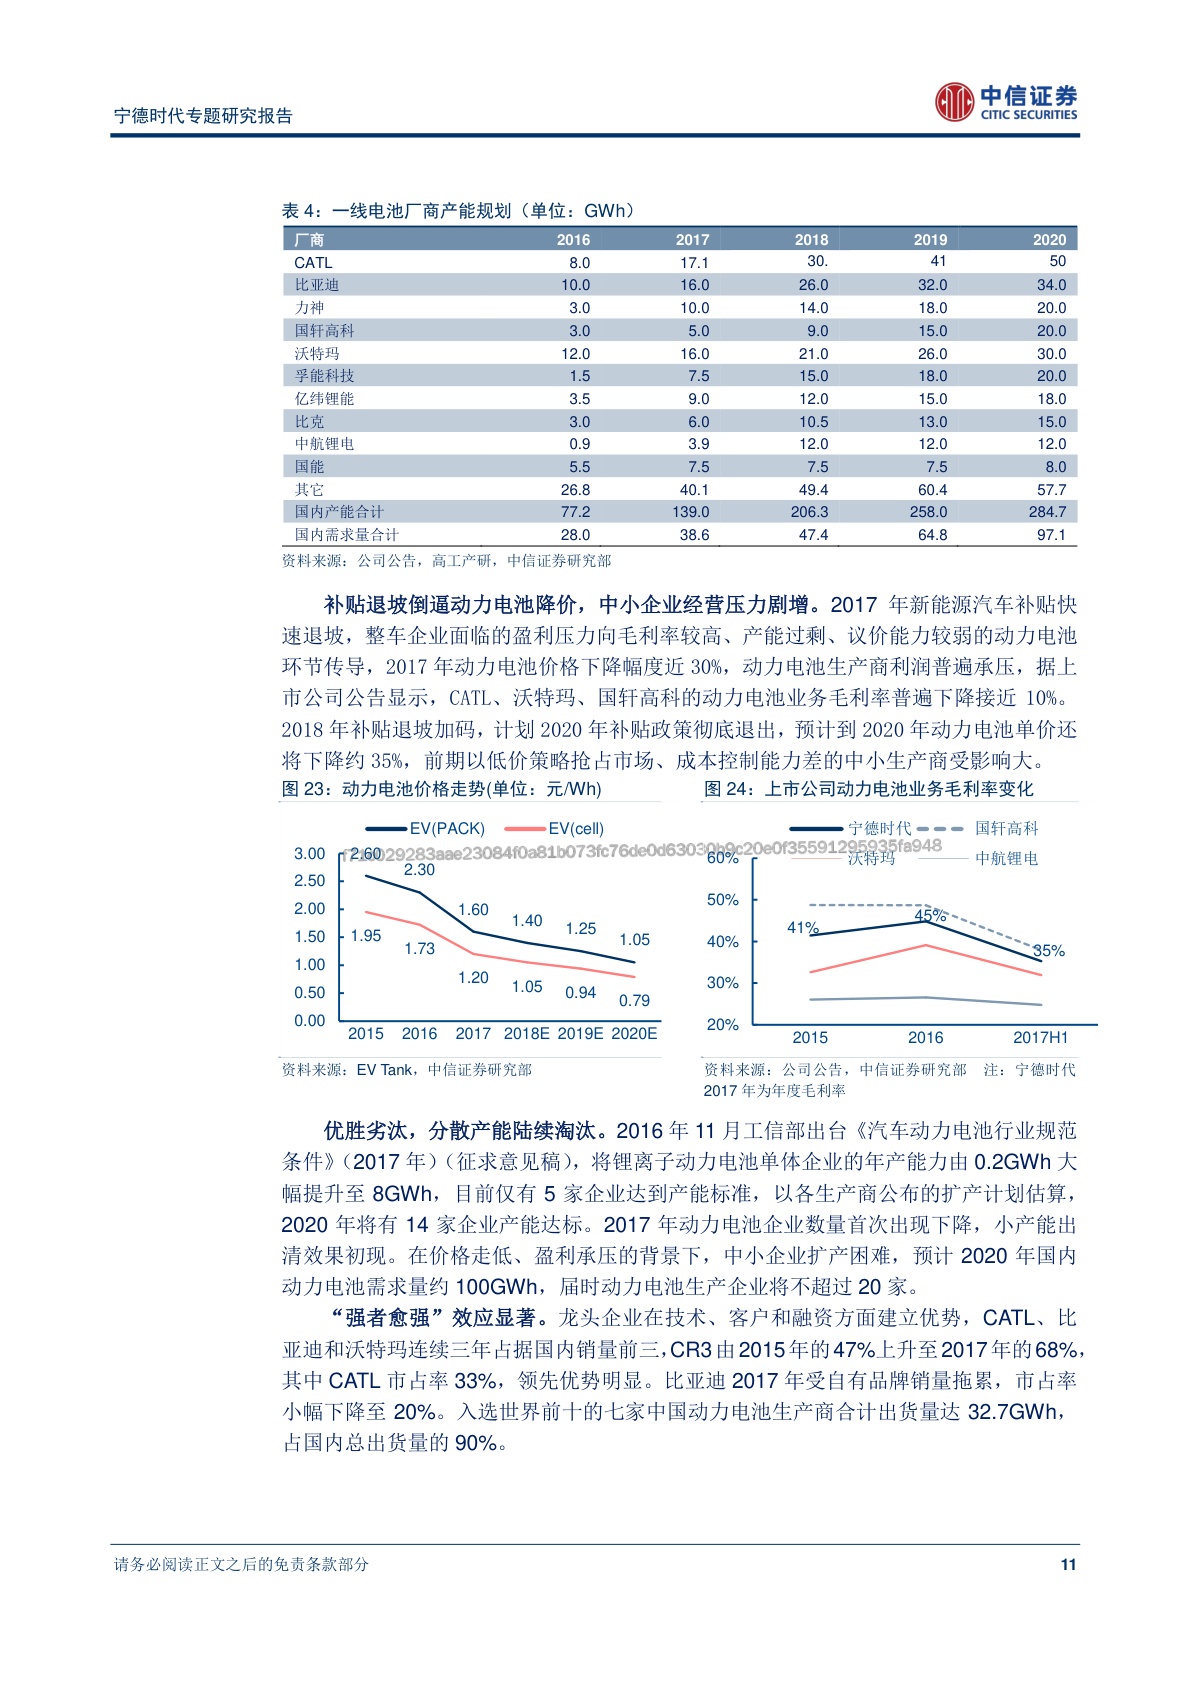 宁德时代专题研究报告
中信证券
CITIC SECURITIES
表 4：一线电池厂商产能规划（单位：GWh）
厂商 2016 2017 2018 2019 2020
CATL 8.0 17.1 30. 41 50
比亚迪 10.0 16.0 26.0 32.0 34.0
力神 3.0 10.0 14.0 18.0 20.0
国轩高科 3.0 5.0 9.0 15.0 20.0
沃特玛 12.0 16.0 21.0 26.0 30.0
孚能科技 1.5 7.5 15.0 18.0 20.0
亿纬锂能 3.5 9.0 12.0 15.0 18.0
比克 3.0 6.0 10.5 13.0 15.0
中航锂电 0.9 3.9 12.0 12.0 12.0
国能 5.5 7.5 7.5 7.5 8.0
其它 26.8 40.1 49.4 60.4 57.7
国内产能合计 77.2 139.0 206.3 258.0 284.7
国内需求量合计 28.0 38.6 47.4 64.8 97.1
资料来源：公司公告，高工产研，中信证券研究部
补贴退坡倒逼动力电池降价，中小企业经营压力剧增。2017 年新能源汽车补贴快
速退坡，整车企业面临的盈利压力向毛利率较高、产能过剩、议价能力较弱的动力电池
环节传导，2017 年动力电池价格下降幅度近 30%，动力电池生产商利润普遍承压，据上
市公司公告显示，CATL、沃特玛、国轩高科的动力电池业务毛利率普遍下降接近 10%。
2018 年补贴退坡加码，计划 2020 年补贴政策彻底退出，预计到 2020 年动力电池单价还
将下降约 35%，前期以低价策略抢占市场、成本控制能力差的中小生产商受影响大。
图 23：动力电池价格走势(单位：元/Wh)
EV(PACK) EV(cell)
3.00
2.50
2.00
1.50
1.00
0.50
0.00
2.60 2.30 1.60 1.40 1.25 1.05
1.95 1.73 1.20 1.05 0.94 0.79
2015 2016 2017 2018E 2019E 2020E
资料来源：EV Tank，中信证券研究部
图 24：上市公司动力电池业务毛利率变化
宁德时代 国轩高科
沃特玛 中航锂电
60%
50%
40%
30%
20%
41% 45% 35%
2015 2016 2017H1
资料来源：公司公告，中信证券研究部 注：宁德时代
2017 年为年度毛利率
优胜劣汰，分散产能陆续淘汰。2016 年 11 月工信部出台《汽车动力电池行业规范
条件》（2017 年）（征求意见稿），将锂离子动力电池单体企业的年产能力由 0.2GWh 大
幅提升至 8GWh，目前仅有 5 家企业达到产能标准，以各生产商公布的扩产计划估算，
2020 年将有 14 家企业产能达标。2017 年动力电池企业数量首次出现下降，小产能出
清效果初现。在价格走低、盈利承压的背景下，中小企业扩产困难，预计 2020 年国内
动力电池需求量约 100GWh，届时动力电池生产企业将不超过 20 家。
“强者愈强”效应显著。龙头企业在技术、客户和融资方面建立优势，CATL、比
亚迪和沃特玛连续三年占据国内销量前三，CR3 由 2015 年的 47%上升至 2017 年的 68%，
其中 CATL 市占率 33%，领先优势明显。比亚迪 2017 年受自有品牌销量拖累，市占率
小幅下降至 20%。入选世界前十的七家中国动力电池生产商合计出货量达 32.7GWh，
占国内总出货量的 90%。
请务必阅读正文之后的免责条款部分
11